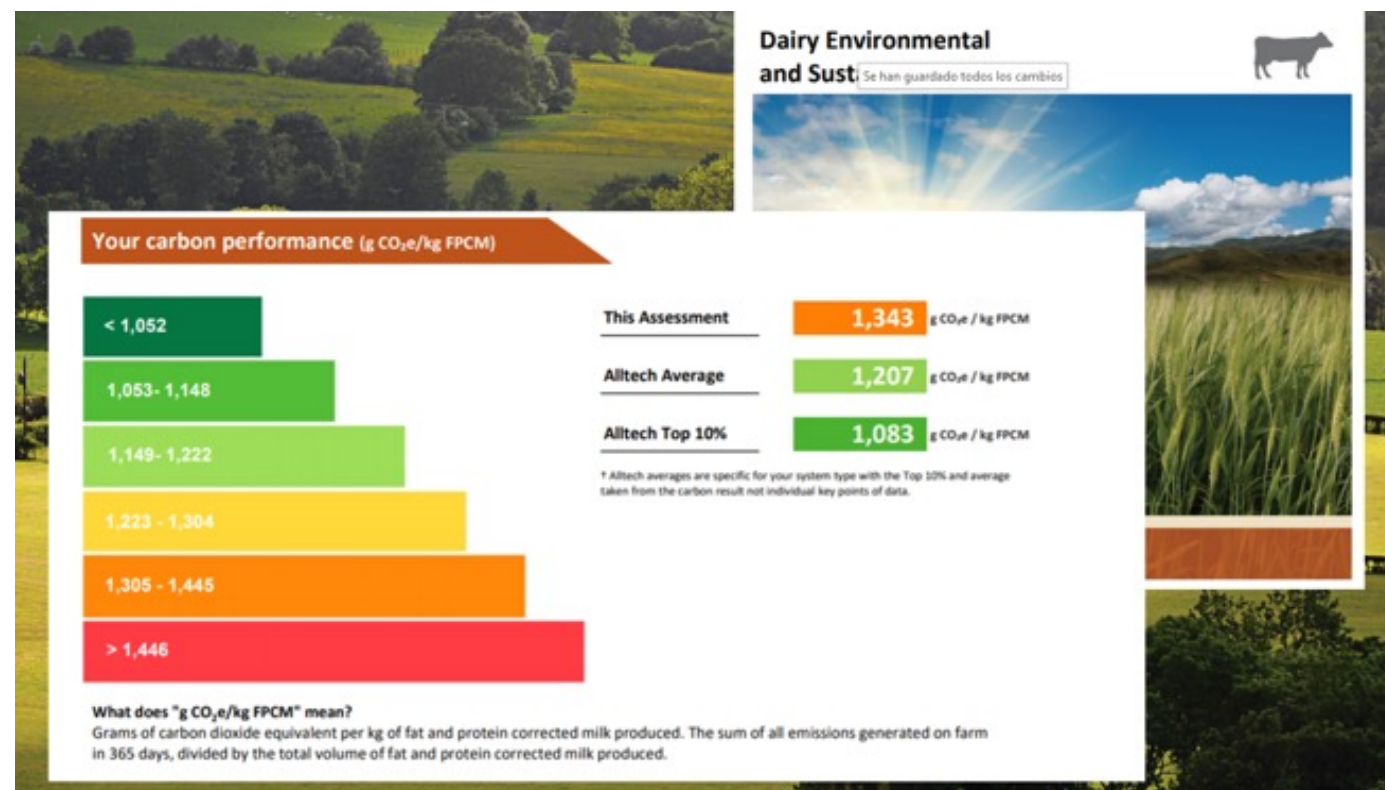 Dairy Environmental
and Sust
Se han guardado todos los cambios
Your carbon performance (g CO₂e/kg FPCM)
< 1,052
1,053- 1,148
1,149- 1,222
1,223 - 1,304
1,305 - 1,445
> 1,446
This Assessment 1,343 g CO₂e / kg FPCM
Alltech Average 1,207 g CO₂e / kg FPCM
Alltech Top 10% 1,083 g CO₂e / kg FPCM
† Alltech averages are specific for your system type with the Top 10% and average
taken from the carbon result not individual key points of data.
What does "g CO₂e/kg FPCM" mean?
Grams of carbon dioxide equivalent per kg of fat and protein corrected milk produced. The sum of all emissions generated on farm
in 365 days, divided by the total volume of fat and protein corrected milk produced.